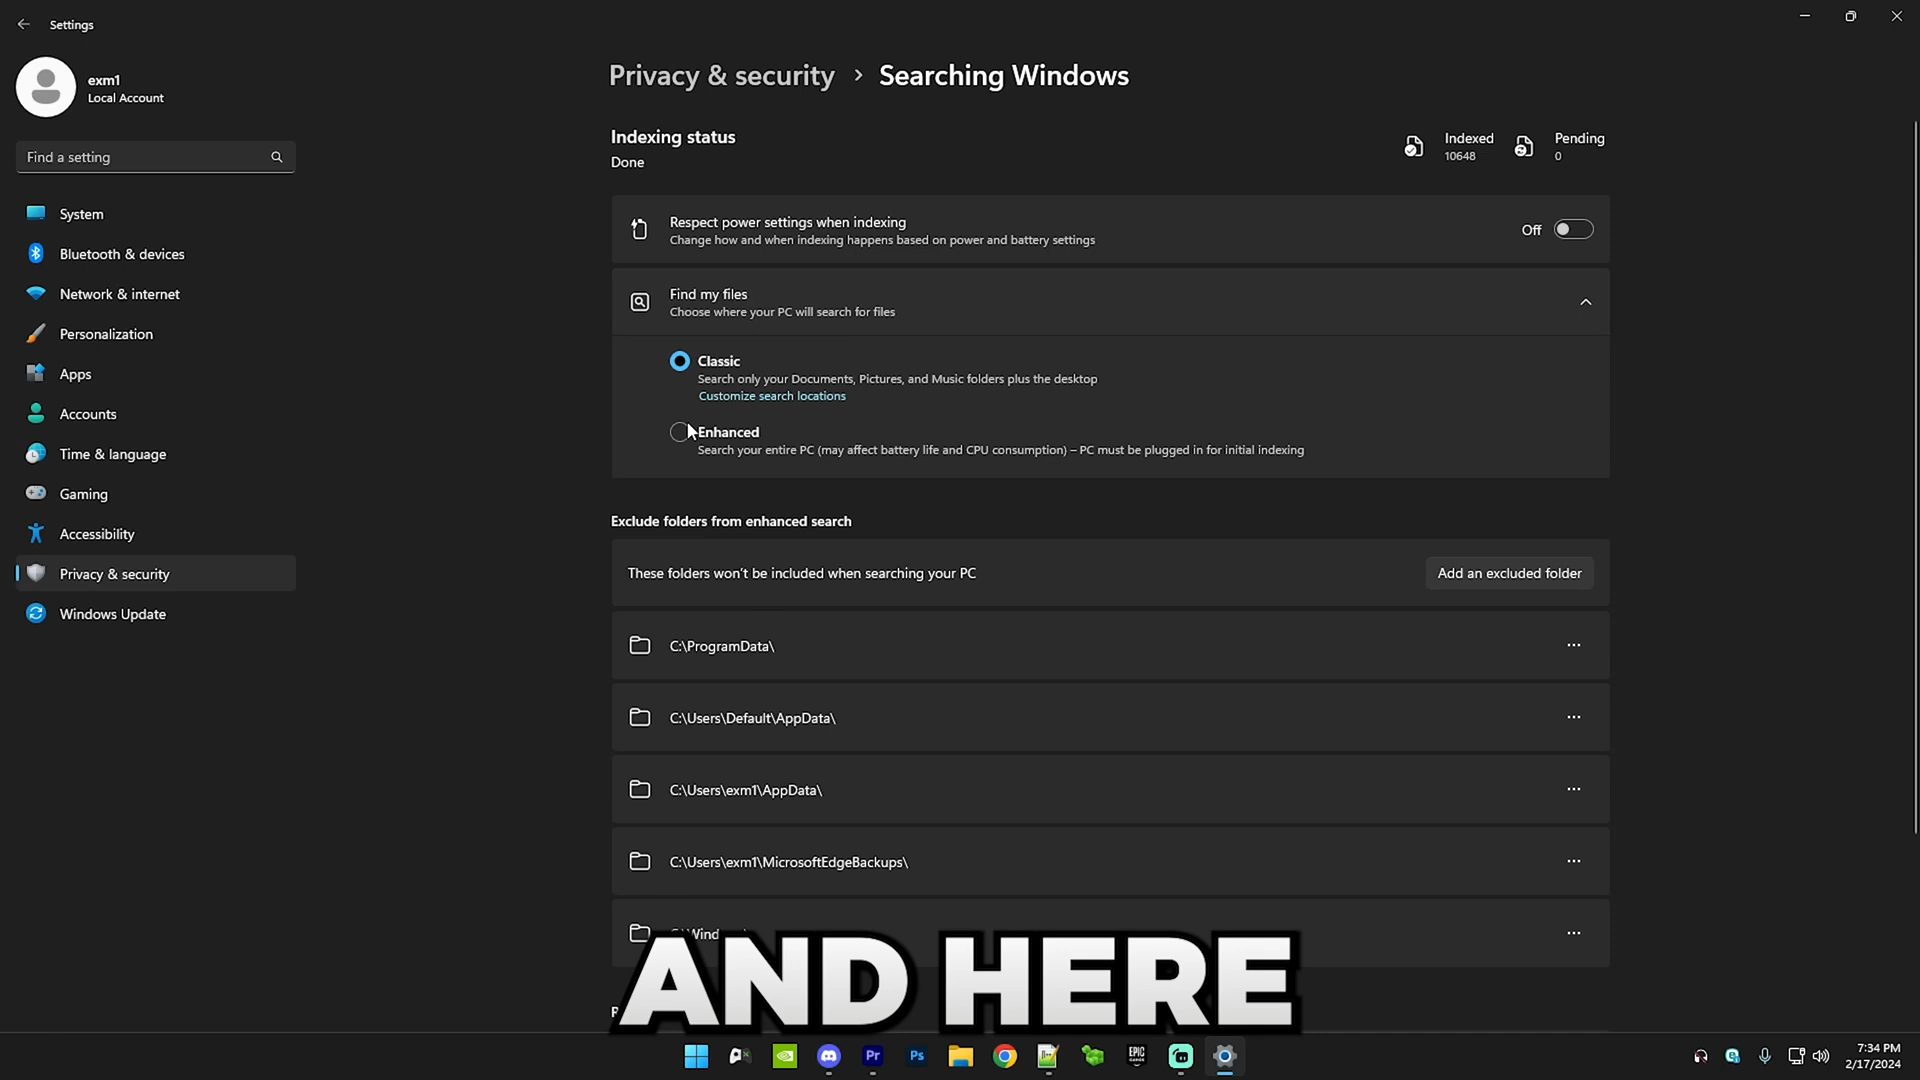 Settings
exm1
Local Account
Find a setting
System
Bluetooth & devices
Network & internet
Personalization
Apps
Accounts
Time & language
Gaming
Accessibility
Privacy & security
Windows Update
Privacy & security > Searching Windows
Indexing status
Done
Indexed
10648
Pending
0
Respect power settings when indexing
Change how and when indexing happens based on power and battery settings
Off
Find my files
Choose where your PC will search for files
Classic
Search only your Documents, Pictures, and Music folders plus the desktop
Customize search locations
Enhanced
Search your entire PC (may affect battery life and CPU consumption) – PC must be plugged in for initial indexing
Exclude folders from enhanced search
These folders won't be included when searching your PC
Add an excluded folder
C:\ProgramData\
C:\Users\Default\AppData\
C:\Users\exm1\AppData\
C:\Users\exm1\MicrosoftEdgeBackups\
AND HERE
Pr
Ps
EPIC
GAMES
7:34 PM
2/17/2024